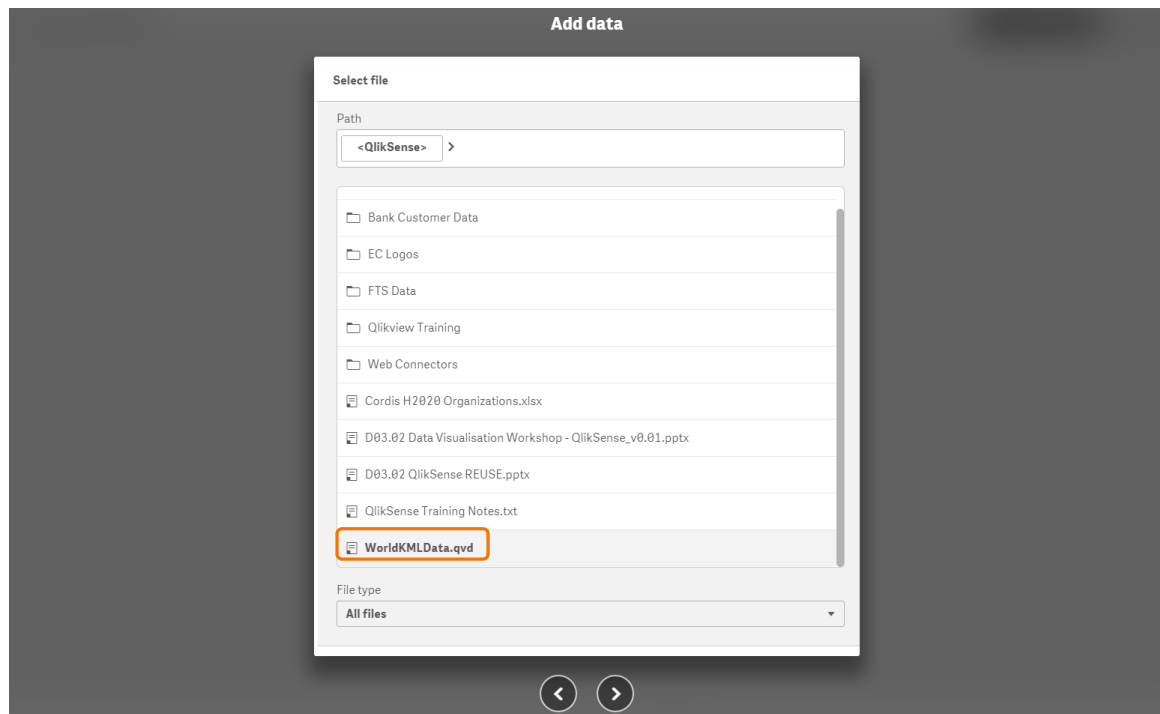 Add data
Select file
Path
<QlikSense>
Bank Customer Data
EC Logos
FTS Data
Qlikview Training
Web Connectors
Cordis H2020 Organizations.xlsx
D03.02 Data Visualisation Workshop - QlikSense_v0.01.pptx
D03.02 QlikSense REUSE.pptx
QlikSense Training Notes.txt
WorldKMLData.qvd
File type
All files